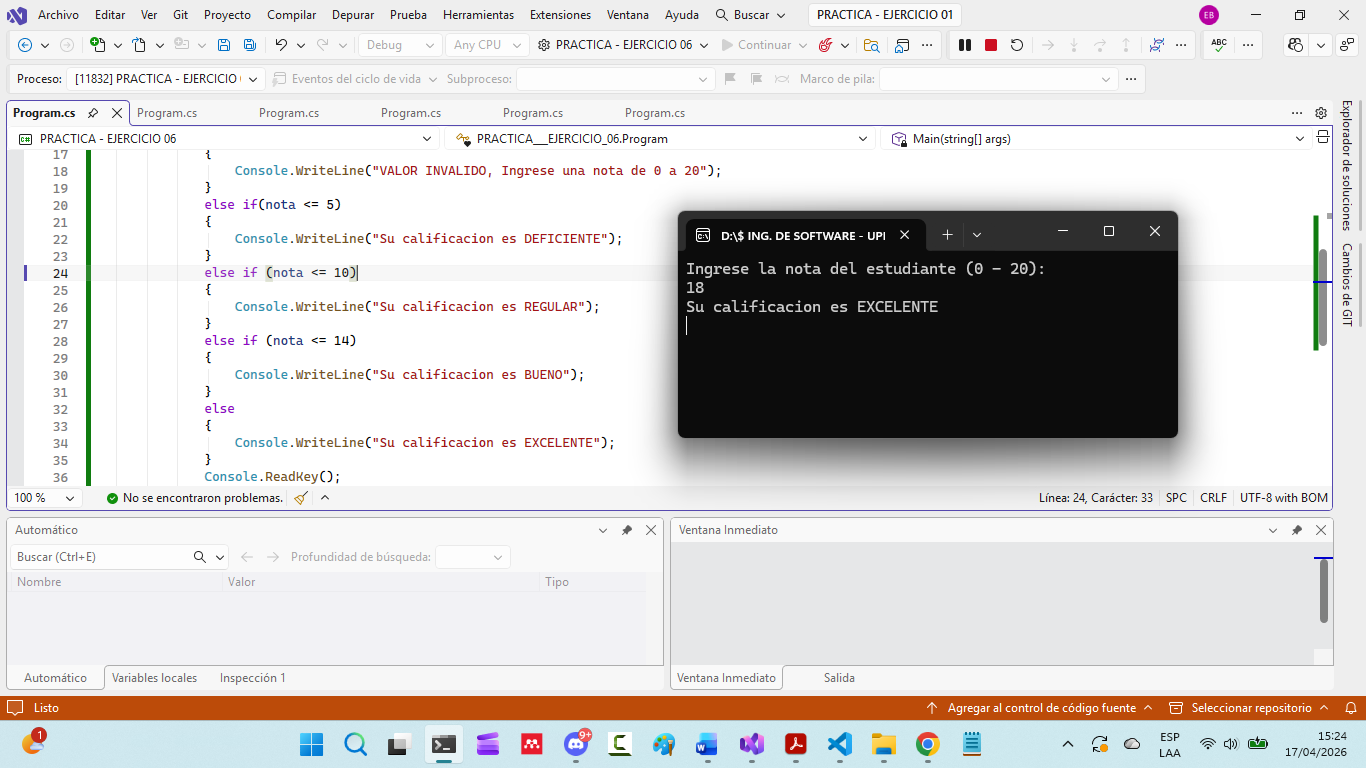 Archivo Editar Ver Git Proyecto Compilar Depurar Prueba Herramientas Extensiones Ventana Ayuda Buscar PRACTICA - EJERCICIO 01 EB
Debug Any CPU PRACTICA - EJERCICIO 06 Continuar ABC
Proceso: [11832] PRACTICA - EJERCICIO Eventos del ciclo de vida Subproceso: Marco de pila:
Program.cs Program.cs Program.cs Program.cs Program.cs Program.cs
C# PRACTICA - EJERCICIO 06 PRACTICA___EJERCICIO_06.Program Main(string[] args)
17 {
18 Console.WriteLine("VALOR INVALIDO, Ingrese una nota de 0 a 20");
19 }
20 else if(nota <= 5)
21 {
22 Console.WriteLine("Su calificacion es DEFICIENTE");
23 }
24 else if (nota <= 10)
25 {
26 Console.WriteLine("Su calificacion es REGULAR");
27 }
28 else if (nota <= 14)
29 {
30 Console.WriteLine("Su calificacion es BUENO");
31 }
32 else
33 {
34 Console.WriteLine("Su calificacion es EXCELENTE");
35 }
36 Console.ReadKey();
D:\$ ING. DE SOFTWARE - UPI
Ingrese la nota del estudiante (0 - 20):
18
Su calificacion es EXCELENTE
Explorador de soluciones
Cambios de GIT
100 % No se encontraron problemas. Línea: 24, Carácter: 33 SPC CRLF UTF-8 with BOM
Automático
Buscar (Ctrl+E) Profundidad de búsqueda:
Nombre Valor Tipo
Automático Variables locales Inspección 1
Ventana Inmediato
Ventana Inmediato Salida
Listo Agregar al control de código fuente Seleccionar repositorio
1 9+ ESP LAA 15:24
17/04/2026